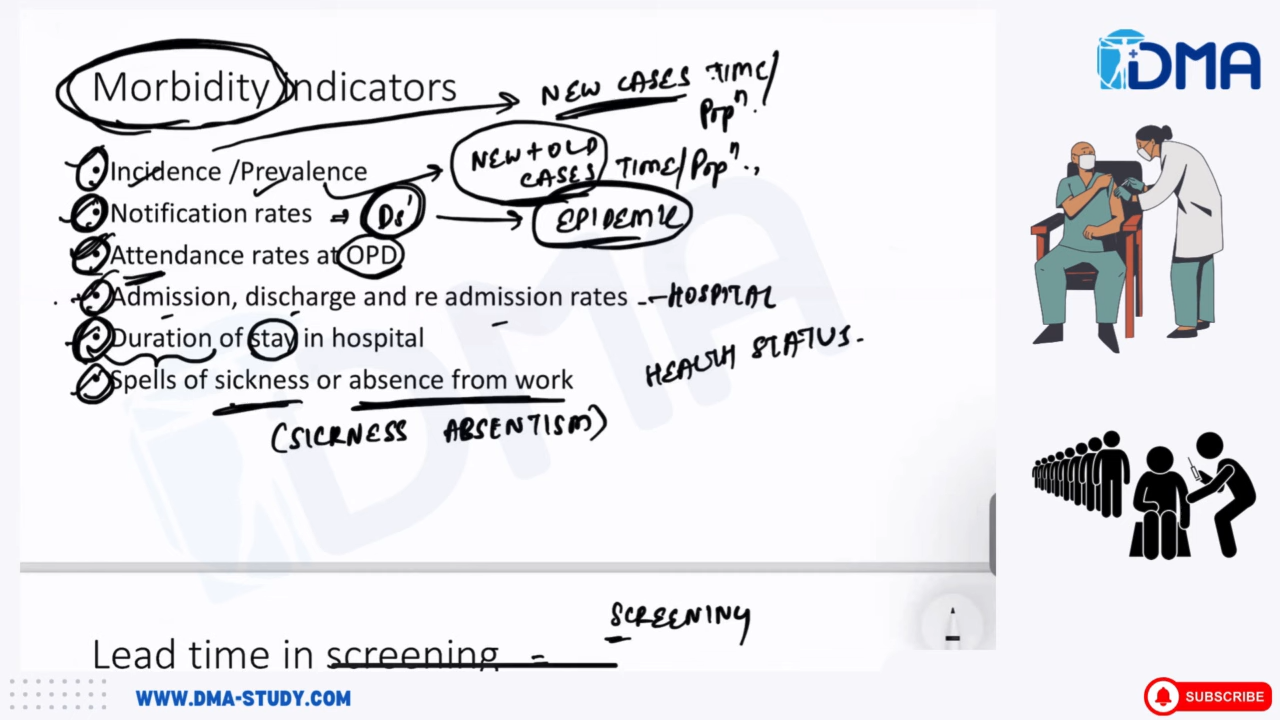 Morbidity indicators
NEW CASES TIME/
Popⁿ.
Incidence /Prevalence
NEW + OLD
CASES
TIME/Popⁿ.,
Notification rates ⇒ Ds' → EPIDEMIC
Attendance rates at OPD
Admission, discharge and re admission rates -- HOSPITAL
Duration of stay in hospital
HEALTH STATUS.
Spells of sickness or absence from work
(SICKNESS ABSENTISM)
SCREENING
Lead time in screening =
WWW.DMA-STUDY.COM
DMA
DMA
SUBSCRIBE